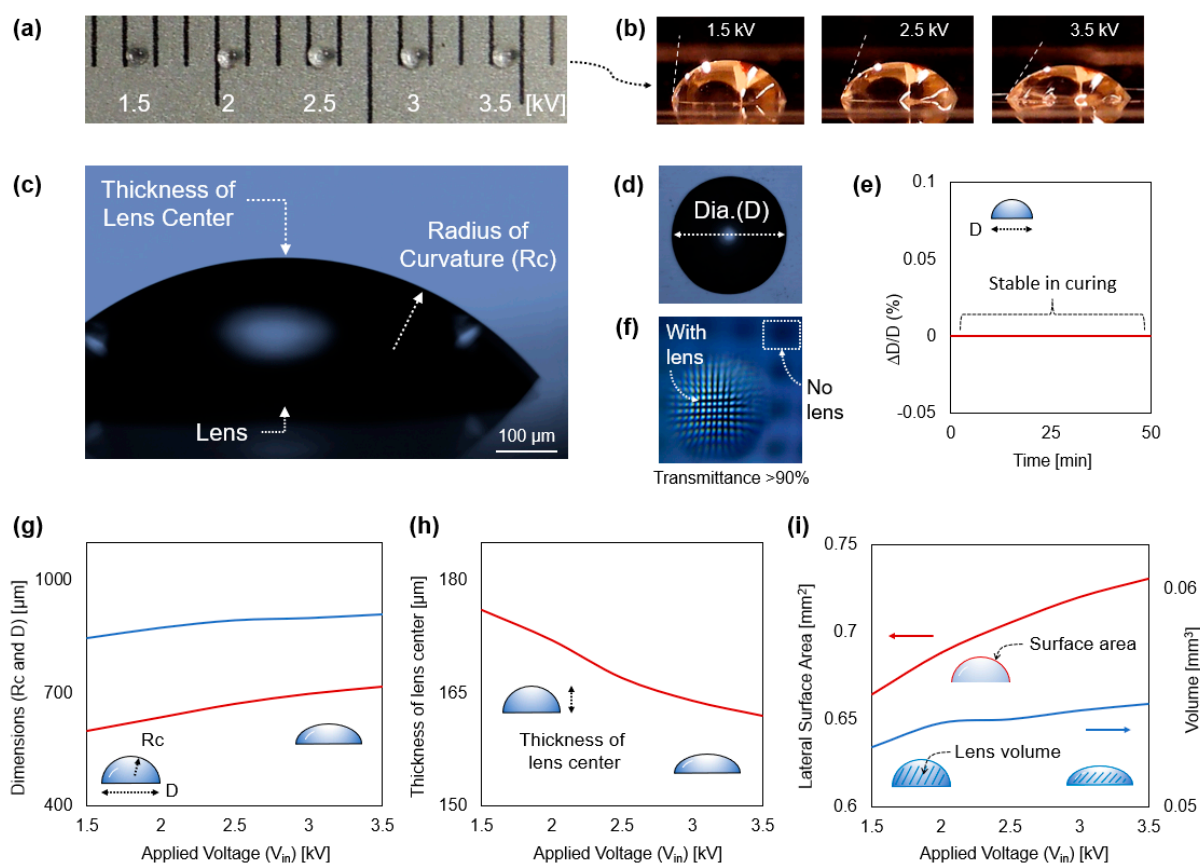 (a)
1.5
2
2.5
3
3.5
[kV]
(b)
1.5 kV
2.5 kV
3.5 kV
(c)
Thickness of
Lens Center
Radius of
Curvature (Rc)
Lens
100 µm
(d)
Dia.(D)
(e)
0.1
0.05
0
-0.05
ΔD/D (%)
D
Stable in curing
0
25
50
Time [min]
(f)
With
lens
No
lens
Transmittance >90%
(g)
Dimensions (Rc and D) [µm]
1000
700
400
Rc
D
1.5
2
2.5
3
3.5
Applied Voltage (Vin) [kV]
(h)
Thickness of lens center [µm]
180
165
150
Thickness of
lens center
1.5
2
2.5
3
3.5
Applied Voltage (Vin) [kV]
(i)
Lateral Surface Area [mm²]
0.75
0.7
0.65
0.6
Surface area
Lens volume
0.06
0.05
Volume [mm³]
1.5
2
2.5
3
3.5
Applied Voltage (Vin) [kV]